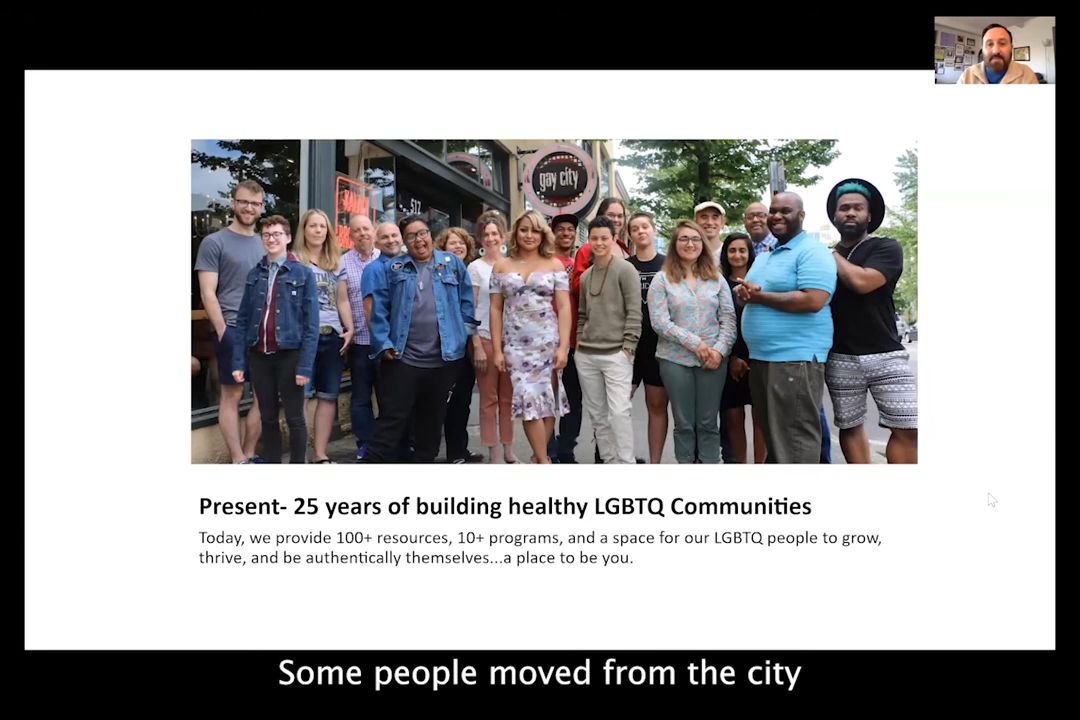 gay city
517
Present- 25 years of building healthy LGBTQ Communities
Today, we provide 100+ resources, 10+ programs, and a space for our LGBTQ people to grow,
thrive, and be authentically themselves...a place to be you.
Some people moved from the city